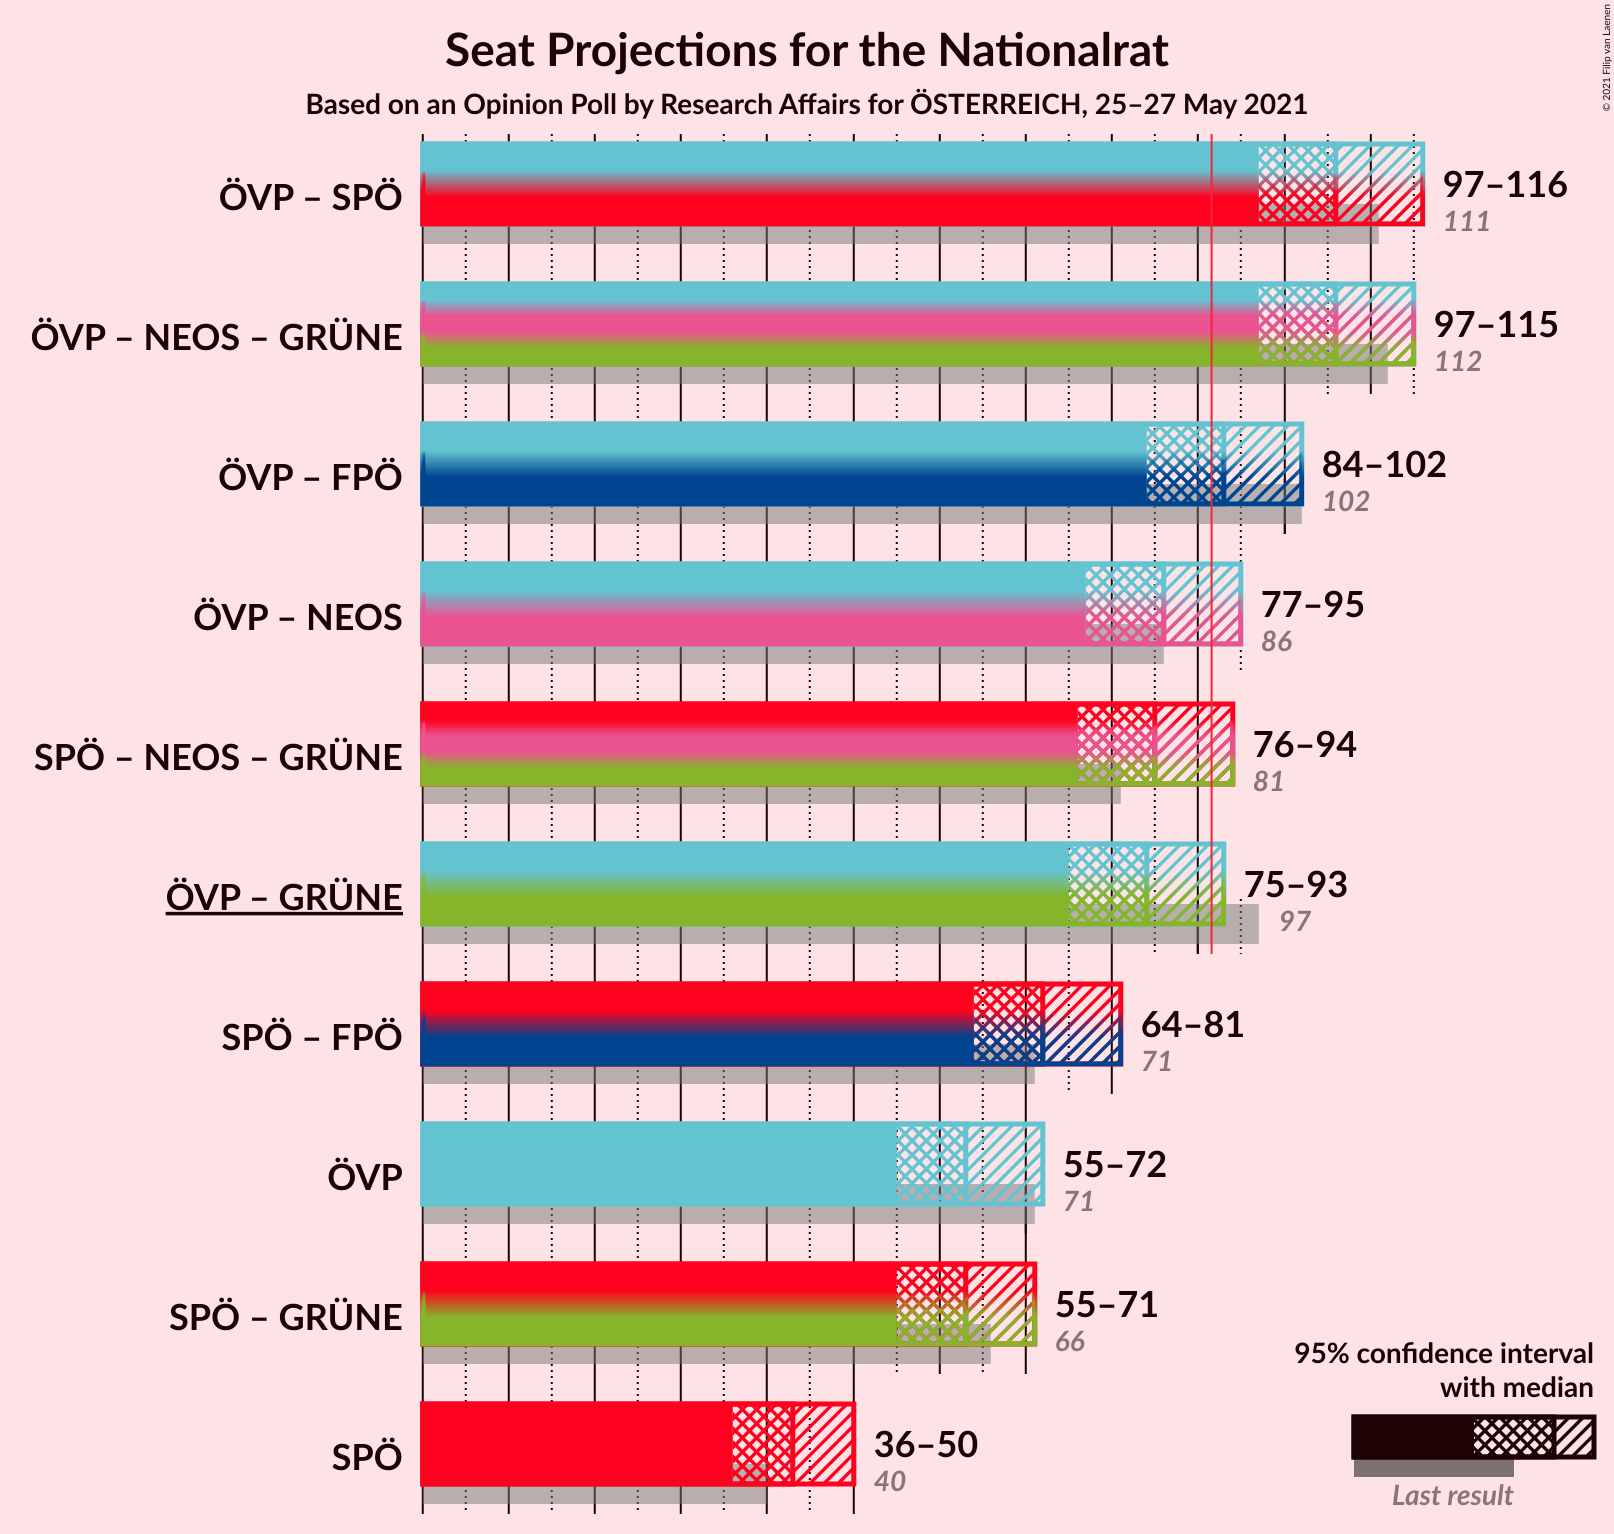 Seat Projections for the Nationalrat
Based on an Opinion Poll by Research Affairs for ÖSTERREICH, 25–27 May 2021
© 2021 Filip van Laenen
ÖVP – SPÖ
97–116
111
ÖVP – NEOS – GRÜNE
97–115
112
ÖVP – FPÖ
84–102
102
ÖVP – NEOS
77–95
86
SPÖ – NEOS – GRÜNE
76–94
81
ÖVP – GRÜNE
75–93
97
SPÖ – FPÖ
64–81
71
ÖVP
55–72
71
SPÖ – GRÜNE
55–71
66
SPÖ
36–50
40
95% confidence interval
with median
Last result